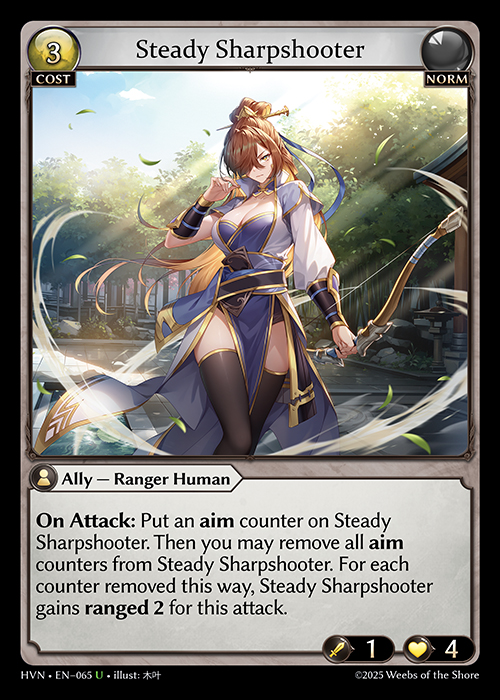 3
Steady Sharpshooter
COST
NORM
Ally — Ranger Human
On Attack: Put an aim counter on Steady
Sharpshooter. Then you may remove all aim
counters from Steady Sharpshooter. For each
counter removed this way, Steady Sharpshooter
gains ranged 2 for this attack.
1
4
HVN • EN-065 U • illust: 木叶
©2025 Weebs of the Shore